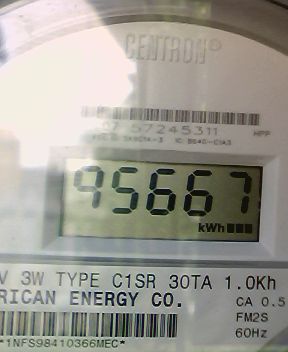 CENTRON®
57245311
HPP
95667
kWh
V 3W TYPE C1SR 30TA 1.0Kh
RICAN ENERGY CO.
CA 0.5
FM2S
60Hz
*1NFS98410366MEC*